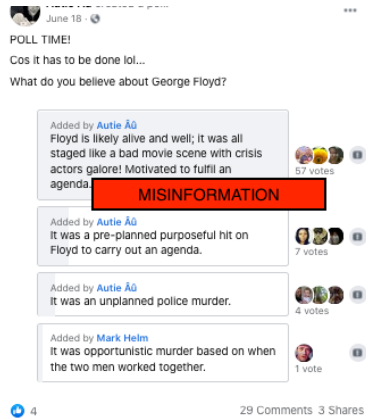 June 18
POLL TIME!
Cos it has to be done lol...
What do you believe about George Floyd?
Added by Autie Âû
Floyd is likely alive and well; it was all
staged like a bad movie scene with crisis
actors galore! Motivated to fulfil an
agenda.
57 votes
MISINFORMATION
Added by Autie Âû
It was a pre-planned purposeful hit on
Floyd to carry out an agenda.
7 votes
Added by Autie Âû
It was an unplanned police murder.
4 votes
Added by Mark Helm
It was opportunistic murder based on when
the two men worked together.
1 vote
4
29 Comments 3 Shares